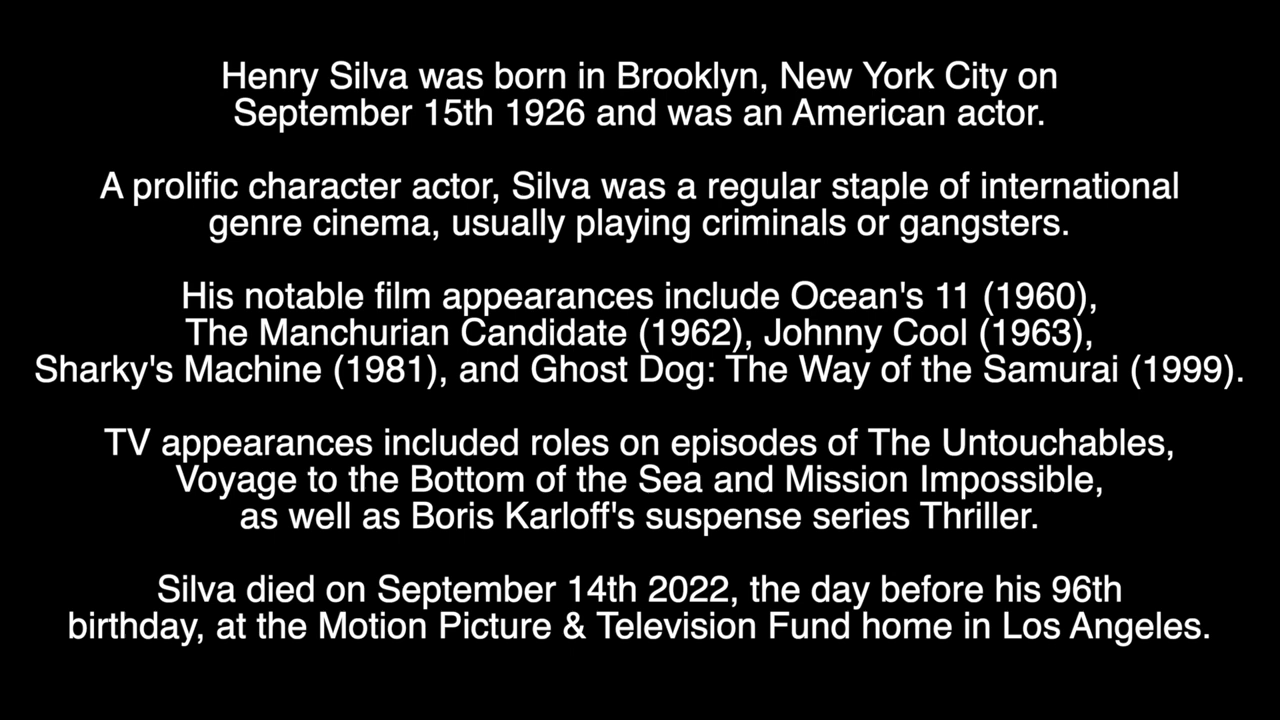 Henry Silva was born in Brooklyn, New York City on
September 15th 1926 and was an American actor.
A prolific character actor, Silva was a regular staple of international
genre cinema, usually playing criminals or gangsters.
His notable film appearances include Ocean's 11 (1960),
The Manchurian Candidate (1962), Johnny Cool (1963),
Sharky's Machine (1981), and Ghost Dog: The Way of the Samurai (1999).
TV appearances included roles on episodes of The Untouchables,
Voyage to the Bottom of the Sea and Mission Impossible,
as well as Boris Karloff's suspense series Thriller.
Silva died on September 14th 2022, the day before his 96th
birthday, at the Motion Picture & Television Fund home in Los Angeles.